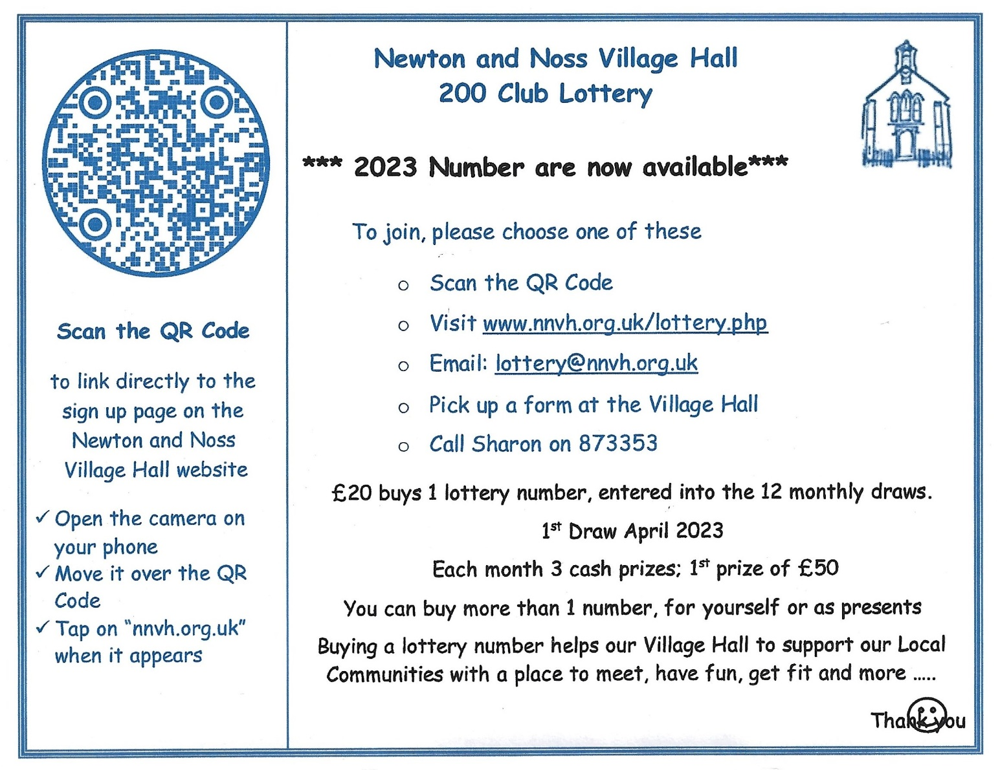 Scan the QR Code
to link directly to the
sign up page on the
Newton and Noss
Village Hall website
✓ Open the camera on
your phone
✓ Move it over the QR
Code
✓ Tap on "nnvh.org.uk"
when it appears
Newton and Noss Village Hall
200 Club Lottery
*** 2023 Number are now available***
To join, please choose one of these
o Scan the QR Code
o Visit www.nnvh.org.uk/lottery.php
o Email: lottery@nnvh.org.uk
o Pick up a form at the Village Hall
o Call Sharon on 873353
£20 buys 1 lottery number, entered into the 12 monthly draws.
1st Draw April 2023
Each month 3 cash prizes; 1st prize of £50
You can buy more than 1 number, for yourself or as presents
Buying a lottery number helps our Village Hall to support our Local
Communities with a place to meet, have fun, get fit and more .....
Thank you